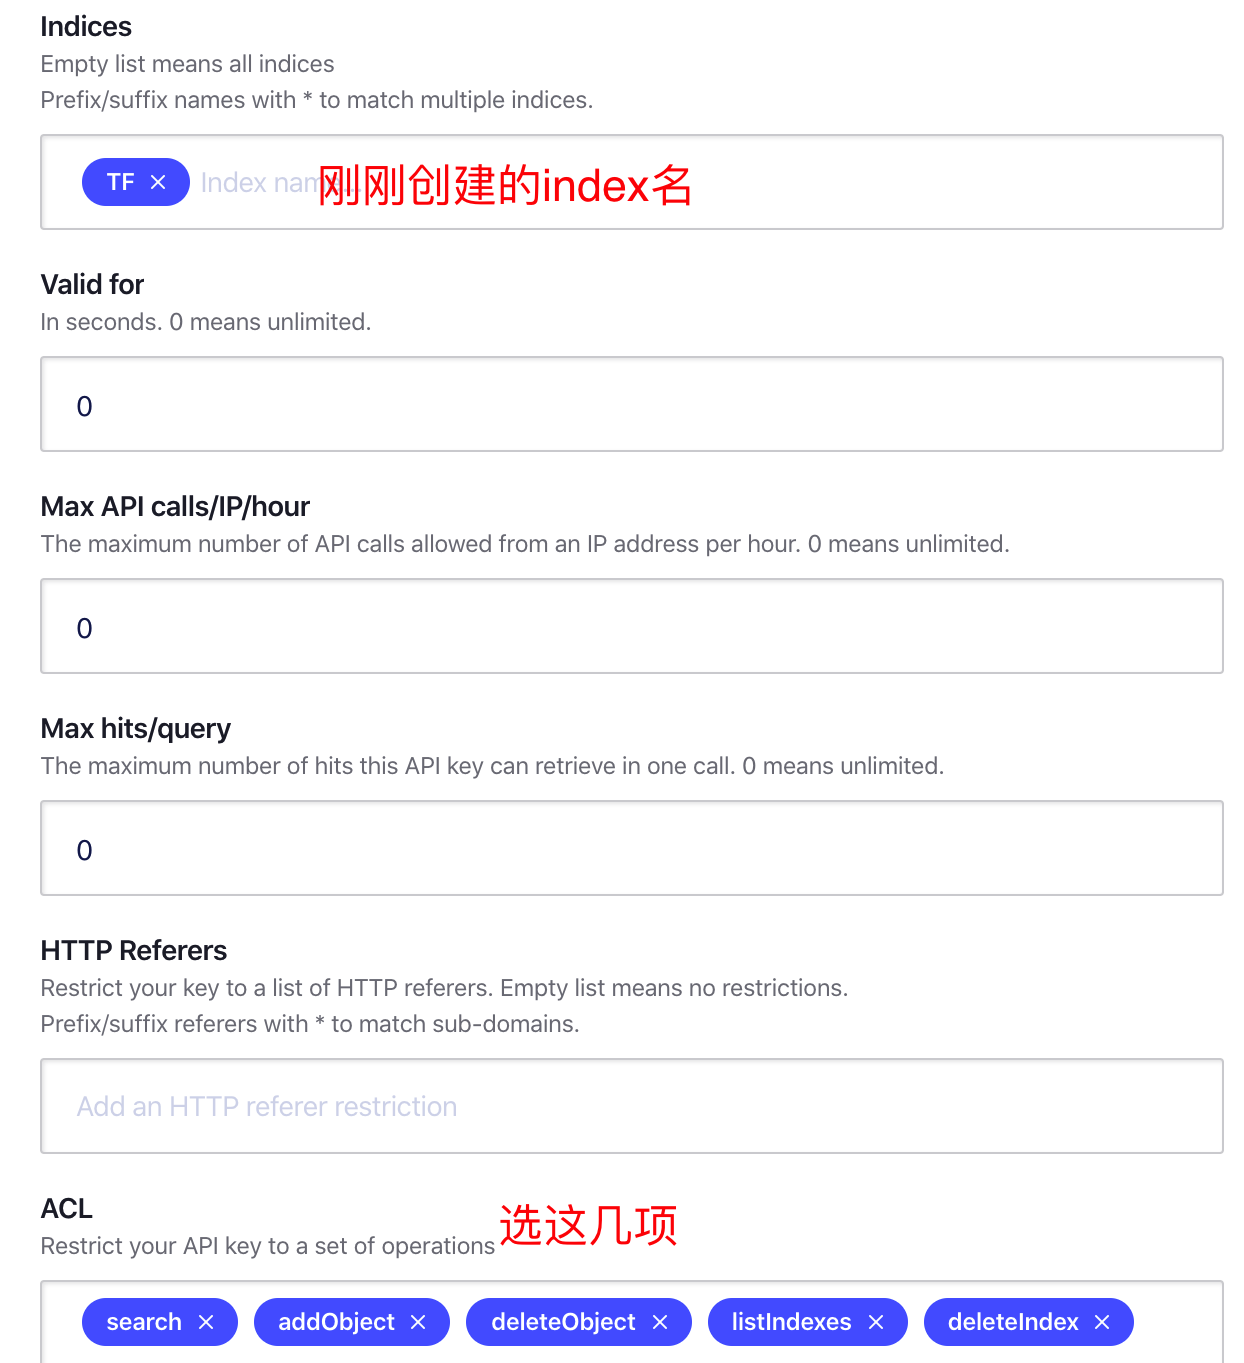 Indices
Empty list means all indices
Prefix/suffix names with * to match multiple indices.
TF × Index name... 刚刚创建的index名
Valid for
In seconds. 0 means unlimited.
0
Max API calls/IP/hour
The maximum number of API calls allowed from an IP address per hour. 0 means unlimited.
0
Max hits/query
The maximum number of hits this API key can retrieve in one call. 0 means unlimited.
0
HTTP Referers
Restrict your key to a list of HTTP referers. Empty list means no restrictions.
Prefix/suffix referers with * to match sub-domains.
Add an HTTP referer restriction
ACL
Restrict your API key to a set of operations 选这几项
search × addObject × deleteObject × listIndexes × deleteIndex ×